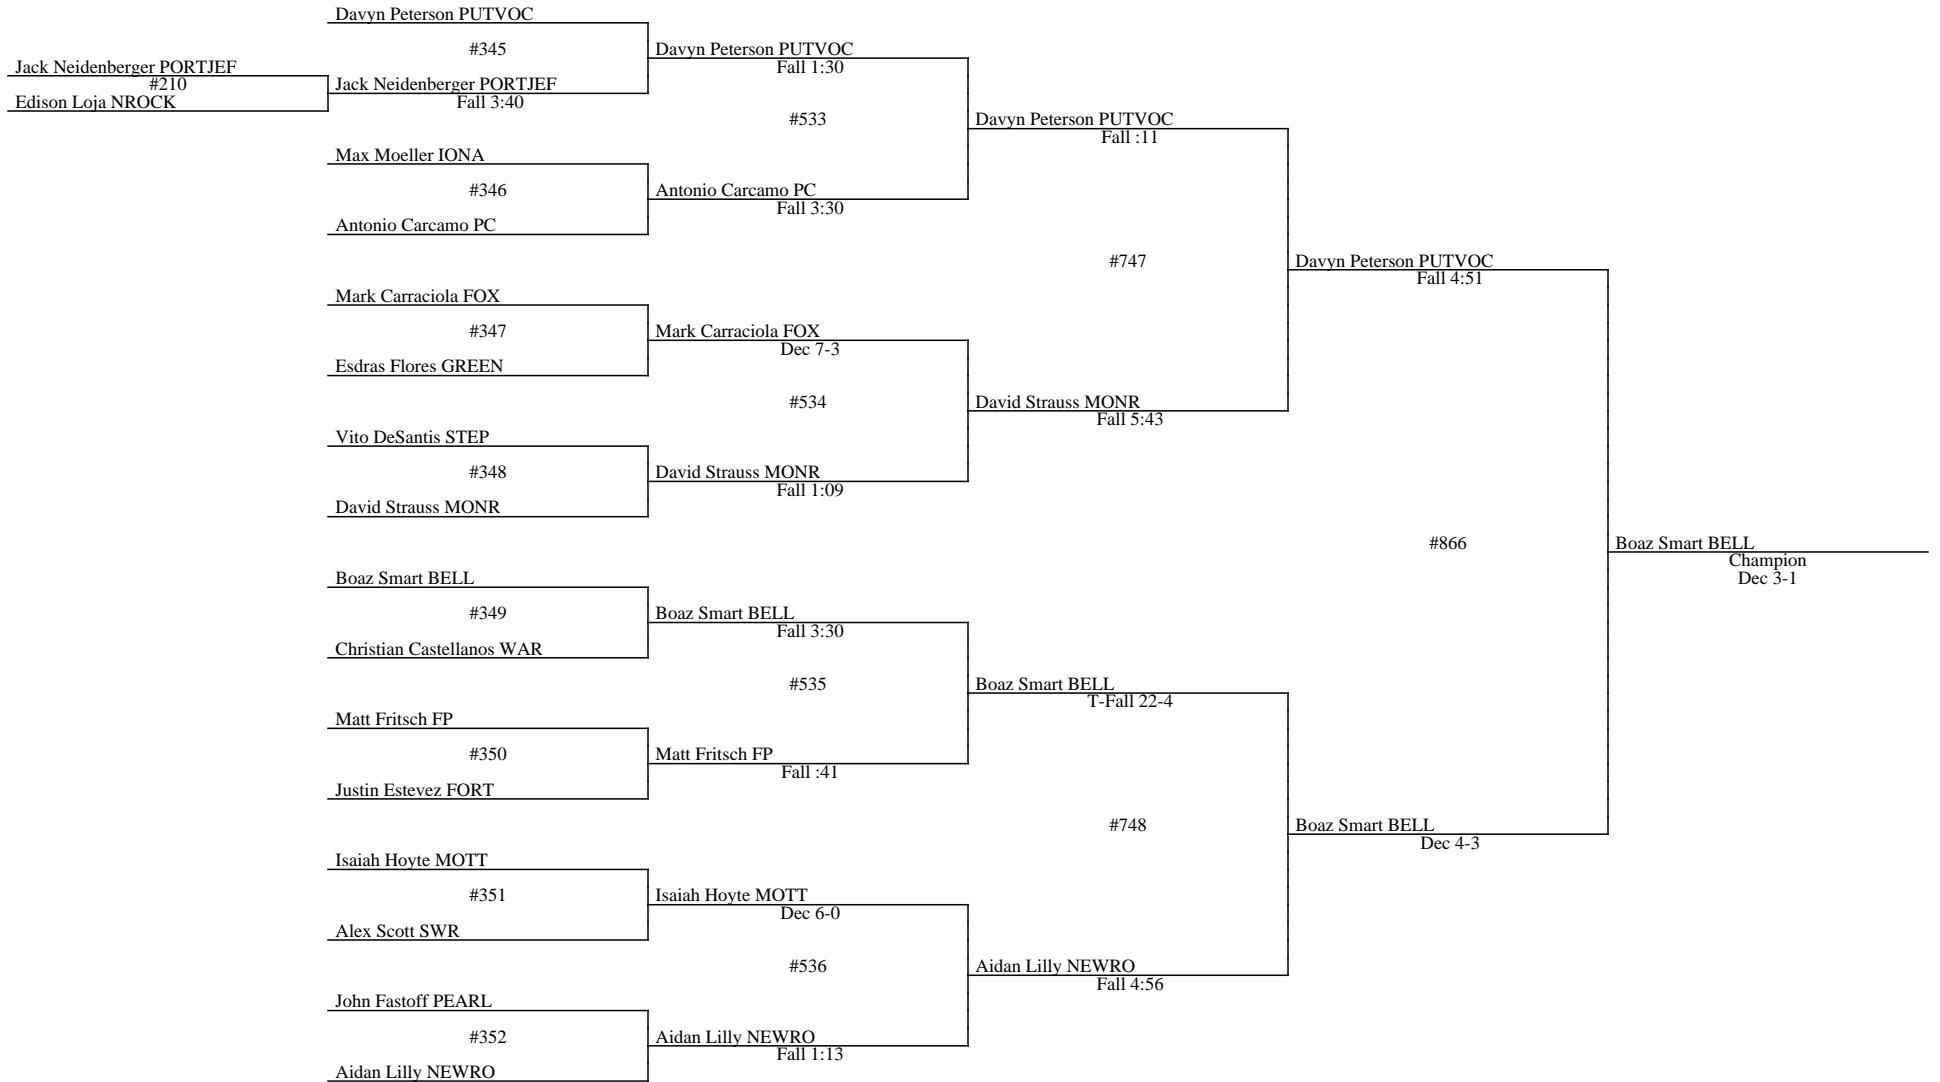 Davyn Peterson PUTVOC
#345
Davyn Peterson PUTVOC
Fall 1:30
Jack Neidenberger PORTJEF
#210
Jack Neidenberger PORTJEF
Fall 3:40
Edison Loja NROCK
#533
Davyn Peterson PUTVOC
Fall :11
Max Moeller IONA
#346
Antonio Carcamo PC
Fall 3:30
Antonio Carcamo PC
#747
Davyn Peterson PUTVOC
Fall 4:51
Mark Carraciola FOX
#347
Mark Carraciola FOX
Dec 7-3
Esdras Flores GREEN
#534
David Strauss MONR
Fall 5:43
Vito DeSantis STEP
#348
David Strauss MONR
Fall 1:09
David Strauss MONR
#866
Boaz Smart BELL
Champion
Dec 3-1
Boaz Smart BELL
#349
Boaz Smart BELL
Fall 3:30
Christian Castellanos WAR
#535
Boaz Smart BELL
T-Fall 22-4
Matt Fritsch FP
#350
Matt Fritsch FP
Fall :41
Justin Estevez FORT
#748
Boaz Smart BELL
Dec 4-3
Isaiah Hoyte MOTT
#351
Isaiah Hoyte MOTT
Dec 6-0
Alex Scott SWR
#536
Aidan Lilly NEWRO
Fall 4:56
John Fastoff PEARL
#352
Aidan Lilly NEWRO
Fall 1:13
Aidan Lilly NEWRO